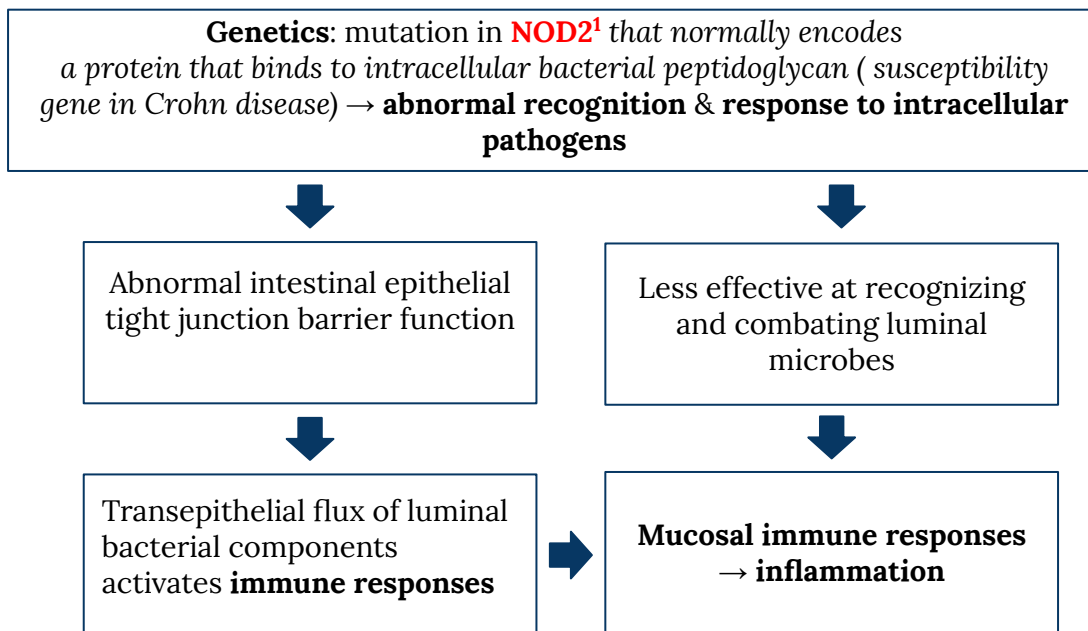 Genetics: mutation in NOD2¹ that normally encodes
a protein that binds to intracellular bacterial peptidoglycan ( susceptibility
gene in Crohn disease) → abnormal recognition & response to intracellular
pathogens
Abnormal intestinal epithelial
tight junction barrier function
Less effective at recognizing
and combating luminal
microbes
Transepithelial flux of luminal
bacterial components
activates immune responses
Mucosal immune responses
→ inflammation